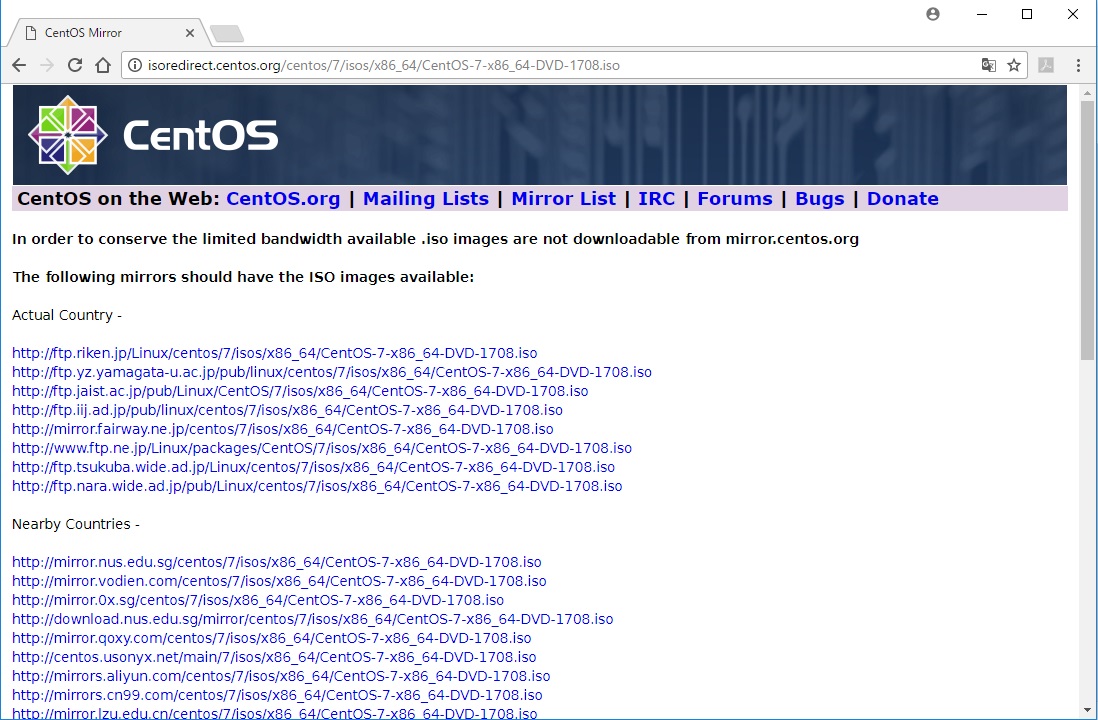 CentOS Mirror
isoredirect.centos.org/centos/7/isos/x86_64/CentOS-7-x86_64-DVD-1708.iso
CentOS
CentOS on the Web: CentOS.org | Mailing Lists | Mirror List | IRC | Forums | Bugs | Donate
In order to conserve the limited bandwidth available .iso images are not downloadable from mirror.centos.org
The following mirrors should have the ISO images available:
Actual Country -
http://ftp.riken.jp/Linux/centos/7/isos/x86_64/CentOS-7-x86_64-DVD-1708.iso
http://ftp.yz.yamagata-u.ac.jp/pub/linux/centos/7/isos/x86_64/CentOS-7-x86_64-DVD-1708.iso
http://ftp.jaist.ac.jp/pub/Linux/CentOS/7/isos/x86_64/CentOS-7-x86_64-DVD-1708.iso
http://ftp.iij.ad.jp/pub/linux/centos/7/isos/x86_64/CentOS-7-x86_64-DVD-1708.iso
http://mirror.fairway.ne.jp/centos/7/isos/x86_64/CentOS-7-x86_64-DVD-1708.iso
http://www.ftp.ne.jp/Linux/packages/CentOS/7/isos/x86_64/CentOS-7-x86_64-DVD-1708.iso
http://ftp.tsukuba.wide.ad.jp/Linux/centos/7/isos/x86_64/CentOS-7-x86_64-DVD-1708.iso
http://ftp.nara.wide.ad.jp/pub/Linux/centos/7/isos/x86_64/CentOS-7-x86_64-DVD-1708.iso
Nearby Countries -
http://mirror.nus.edu.sg/centos/7/isos/x86_64/CentOS-7-x86_64-DVD-1708.iso
http://mirror.vodien.com/centos/7/isos/x86_64/CentOS-7-x86_64-DVD-1708.iso
http://mirror.0x.sg/centos/7/isos/x86_64/CentOS-7-x86_64-DVD-1708.iso
http://download.nus.edu.sg/mirror/centos/7/isos/x86_64/CentOS-7-x86_64-DVD-1708.iso
http://mirror.qoxy.com/centos/7/isos/x86_64/CentOS-7-x86_64-DVD-1708.iso
http://centos.usonyx.net/main/7/isos/x86_64/CentOS-7-x86_64-DVD-1708.iso
http://mirrors.aliyun.com/centos/7/isos/x86_64/CentOS-7-x86_64-DVD-1708.iso
http://mirrors.cn99.com/centos/7/isos/x86_64/CentOS-7-x86_64-DVD-1708.iso
http://mirror.lzu.edu.cn/centos/7/isos/x86_64/CentOS-7-x86_64-DVD-1708.iso